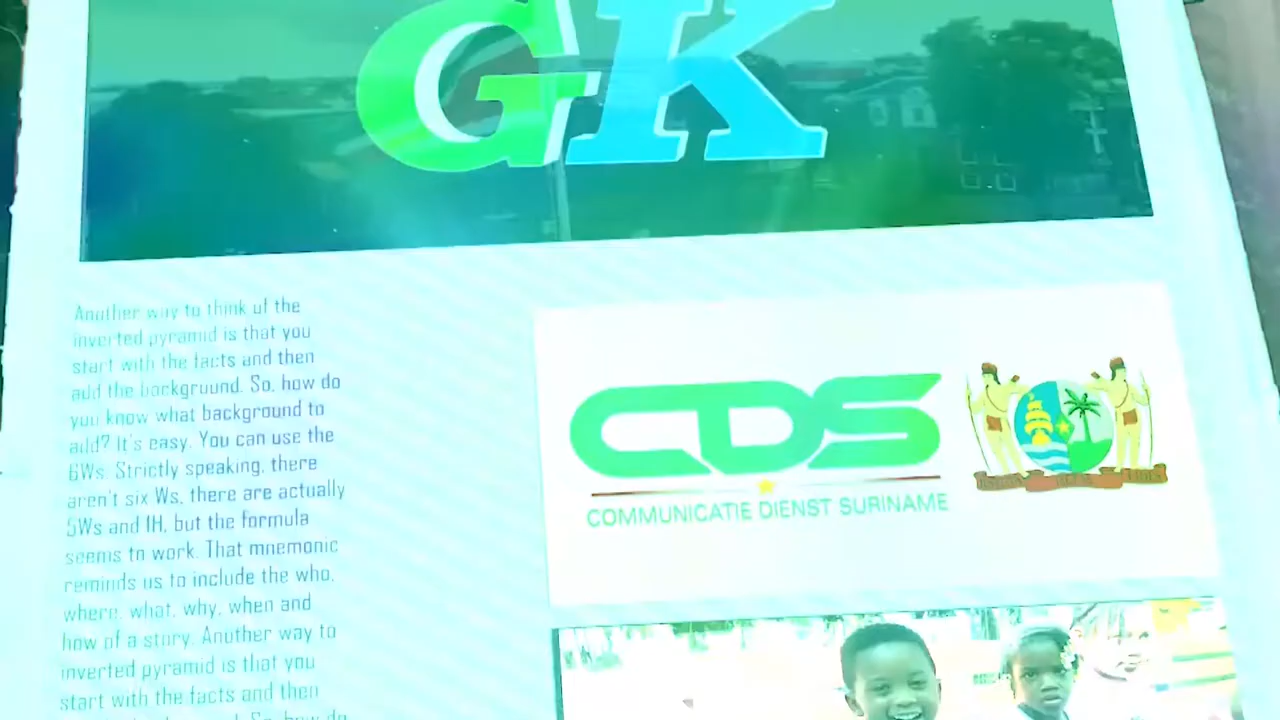 GK
Another way to think of the
inverted pyramid is that you
start with the facts and then
add the background. So, how do
you know what background to
add? It's easy. You can use the
6Ws. Strictly speaking, there
aren't six Ws, there are actually
5Ws and 1H, but the formula
seems to work. That mnemonic
reminds us to include the who,
where, what, why, when and
how of a story. Another way to
inverted pyramid is that you
start with the facts and then
CDS
COMMUNICATIE DIENST SURINAME